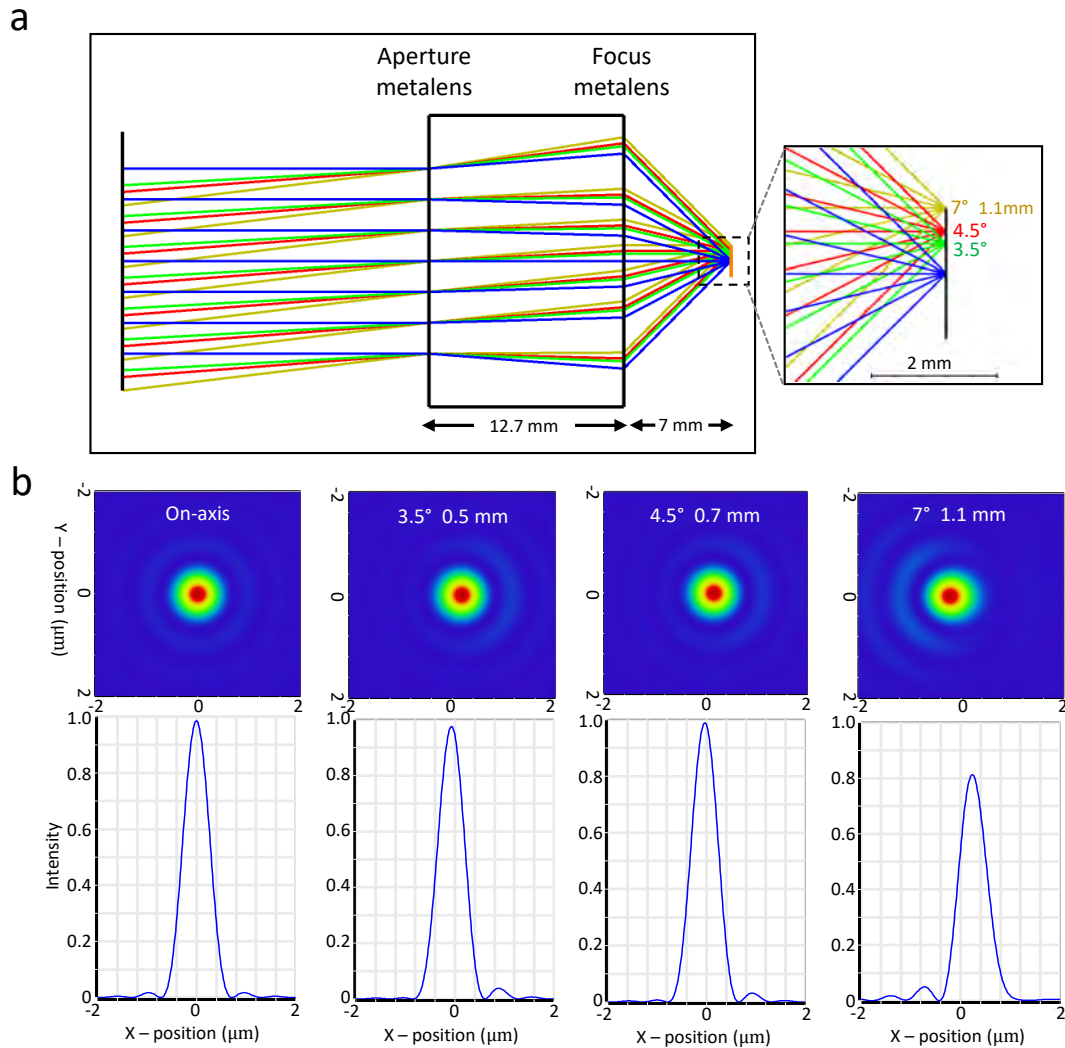 a
Aperture
metalens
Focus
metalens
12.7 mm
7 mm
7° 1.1mm
4.5°
3.5°
2 mm
b
-2
0
2
Y – position (μm)
On-axis
-2
0
2
3.5° 0.5 mm
-2
0
2
4.5° 0.7 mm
-2
0
2
7° 1.1 mm
-2 0 2
-2 0 2
-2 0 2
-2 0 2
1.0
0.8
0.6
0.4
0.2
0
Intensity
-2 0 2
X – position (μm)
1.0
0.8
0.6
0.4
0.2
0
-2 0 2
X – position (μm)
1.0
0.8
0.6
0.4
0.2
0
-2 0 2
X – position (μm)
1.0
0.8
0.6
0.4
0.2
0
-2 0 2
X – position (μm)